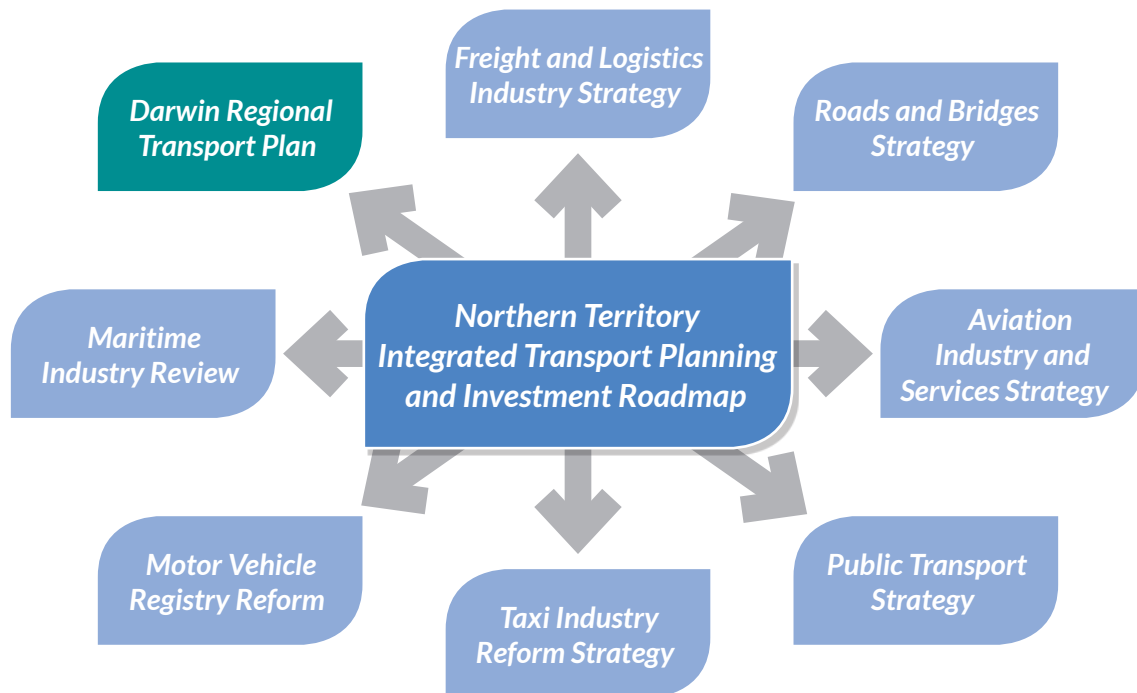 Freight and Logistics
Industry Strategy
Darwin Regional
Transport Plan
Roads and Bridges
Strategy
Northern Territory
Integrated Transport Planning
and Investment Roadmap
Maritime
Industry Review
Aviation
Industry and
Services Strategy
Motor Vehicle
Registry Reform
Taxi Industry
Reform Strategy
Public Transport
Strategy